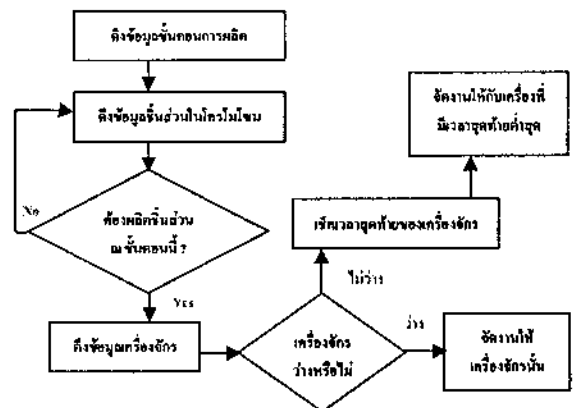 ดึงข้อมูลขั้นตอนการผลิต
ดึงข้อมูลชิ้นส่วนในโครโมโซม
No
ต้องผลิตชิ้นส่วน
ณ ขั้นตอนนี้ ?
Yes
ดึงข้อมูลเครื่องจักร
เครื่องจักร
ว่างหรือไม่
ไม่ว่าง
ว่าง
เช็คเวลาสุดท้ายของเครื่องจักร
จัดงานให้กับเครื่องที่
มีเวลาสุดท้ายต่ำสุด
จัดงานให้
เครื่องจักรนั้น